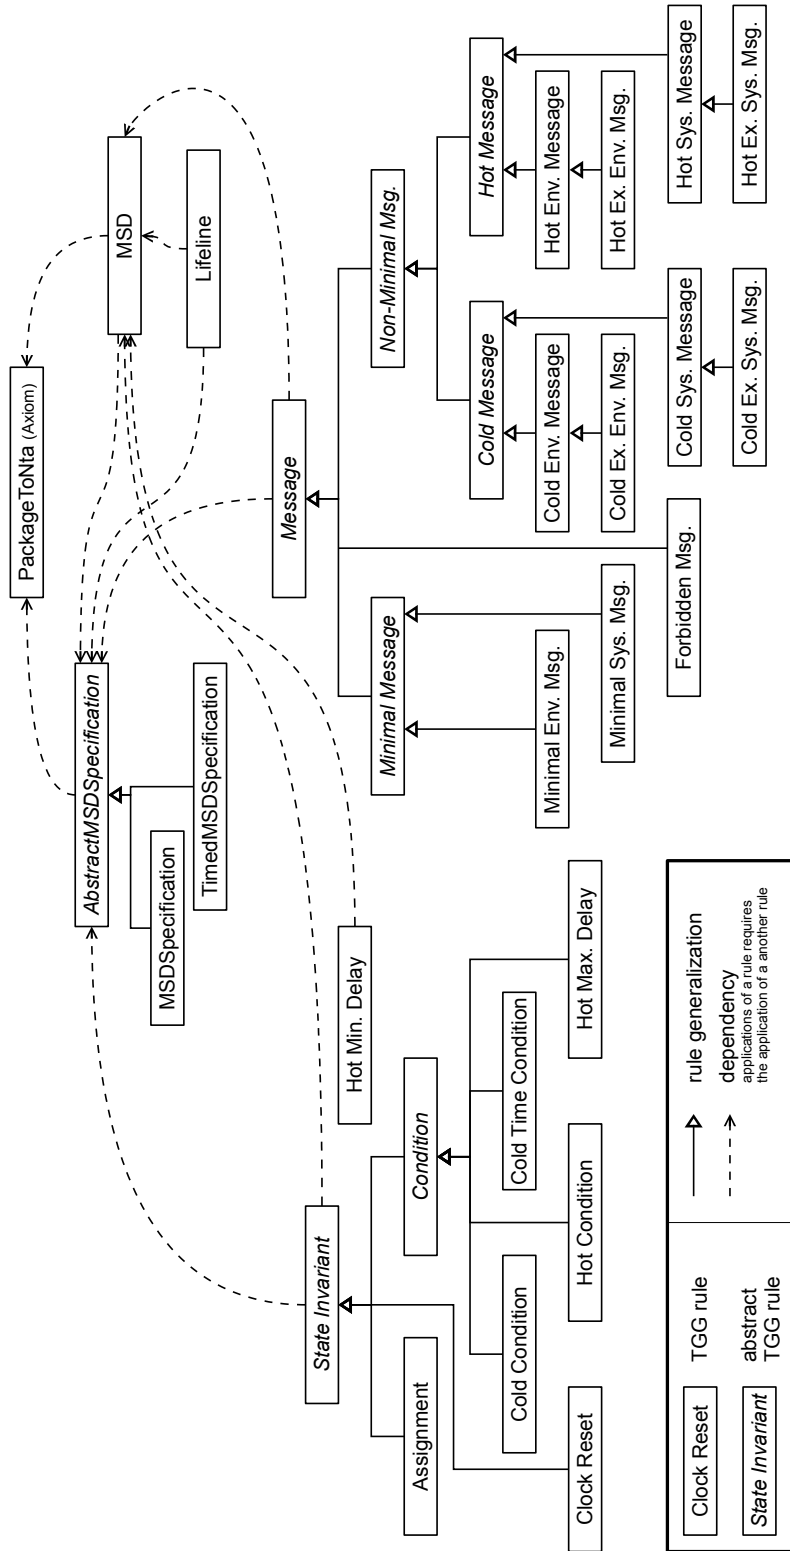 PackageToNta (Axiom)
AbstractMSDSpecification
MSD
MSDSpecification
Lifeline
TimedMSDSpecification
State Invariant
Hot Min. Delay
Message
Assignment
Condition
Minimal Message
Non-Minimal Msg.
Cold Condition
Cold Time Condition
Cold Message
Hot Message
Minimal Env. Msg.
Cold Env. Message
Hot Env. Message
Clock Reset
Hot Condition
Hot Max. Delay
Minimal Sys. Msg.
Cold Ex. Env. Msg.
Hot Ex. Env. Msg.
Forbidden Msg.
Cold Sys. Message
Hot Sys. Message
Cold Ex. Sys. Msg.
Hot Ex. Sys. Msg.
Clock Reset
TGG rule
State Invariant
abstract
TGG rule
rule generalization
dependency
applications of a rule requires
the application of a another rule